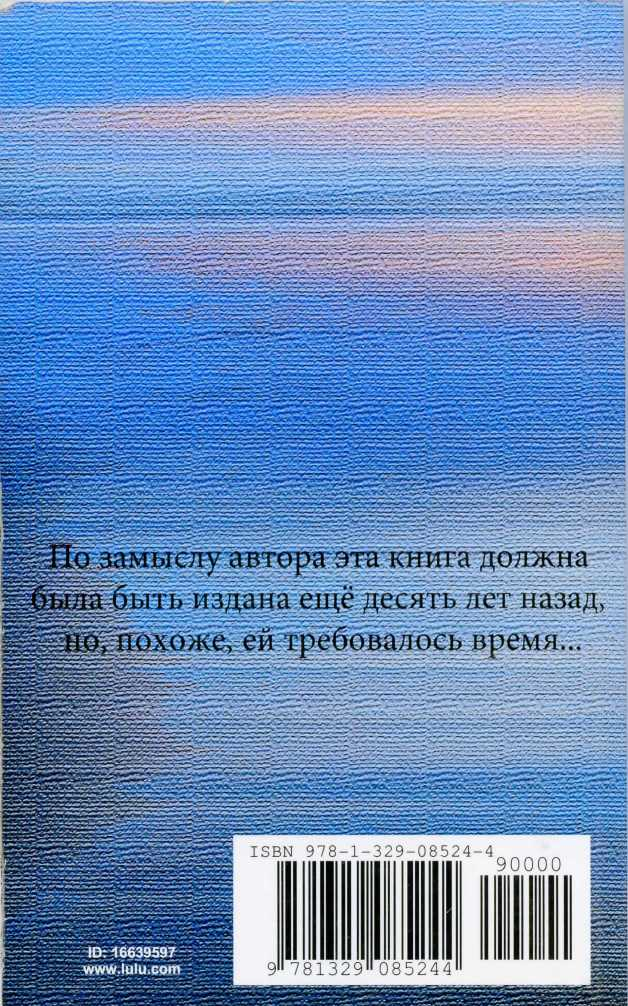 По замыслу автора эта книга должна
была быть издана ещё десять лет назад,
но, похоже, ей требовалось время...
ISBN 978-1-329-08524-4
90000
9 781329 085244
ID: 16639597
www.lulu.com